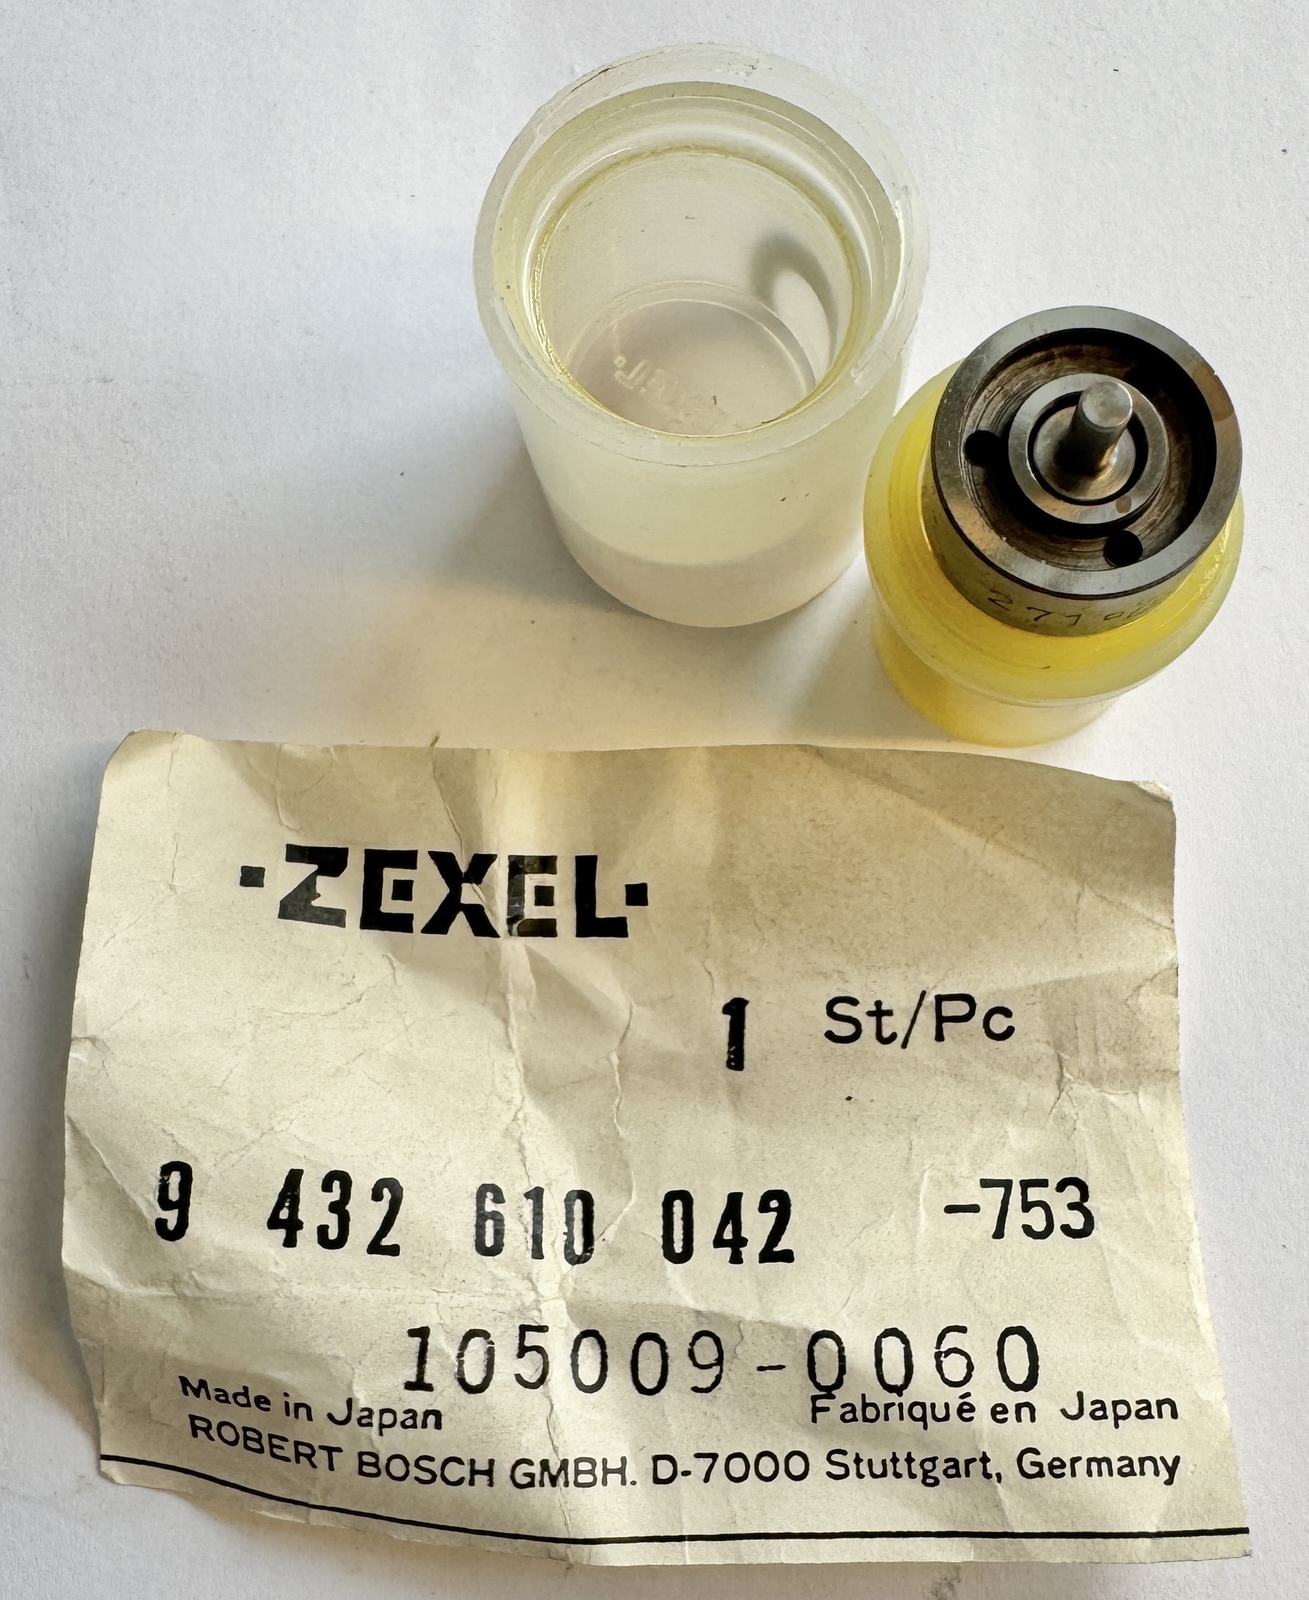 ·ZEXEL·
1 St/Pc
9 432 610 042 -753
105009-0060
Made in Japan Fabriqué en Japan
ROBERT BOSCH GMBH. D-7000 Stuttgart, Germany